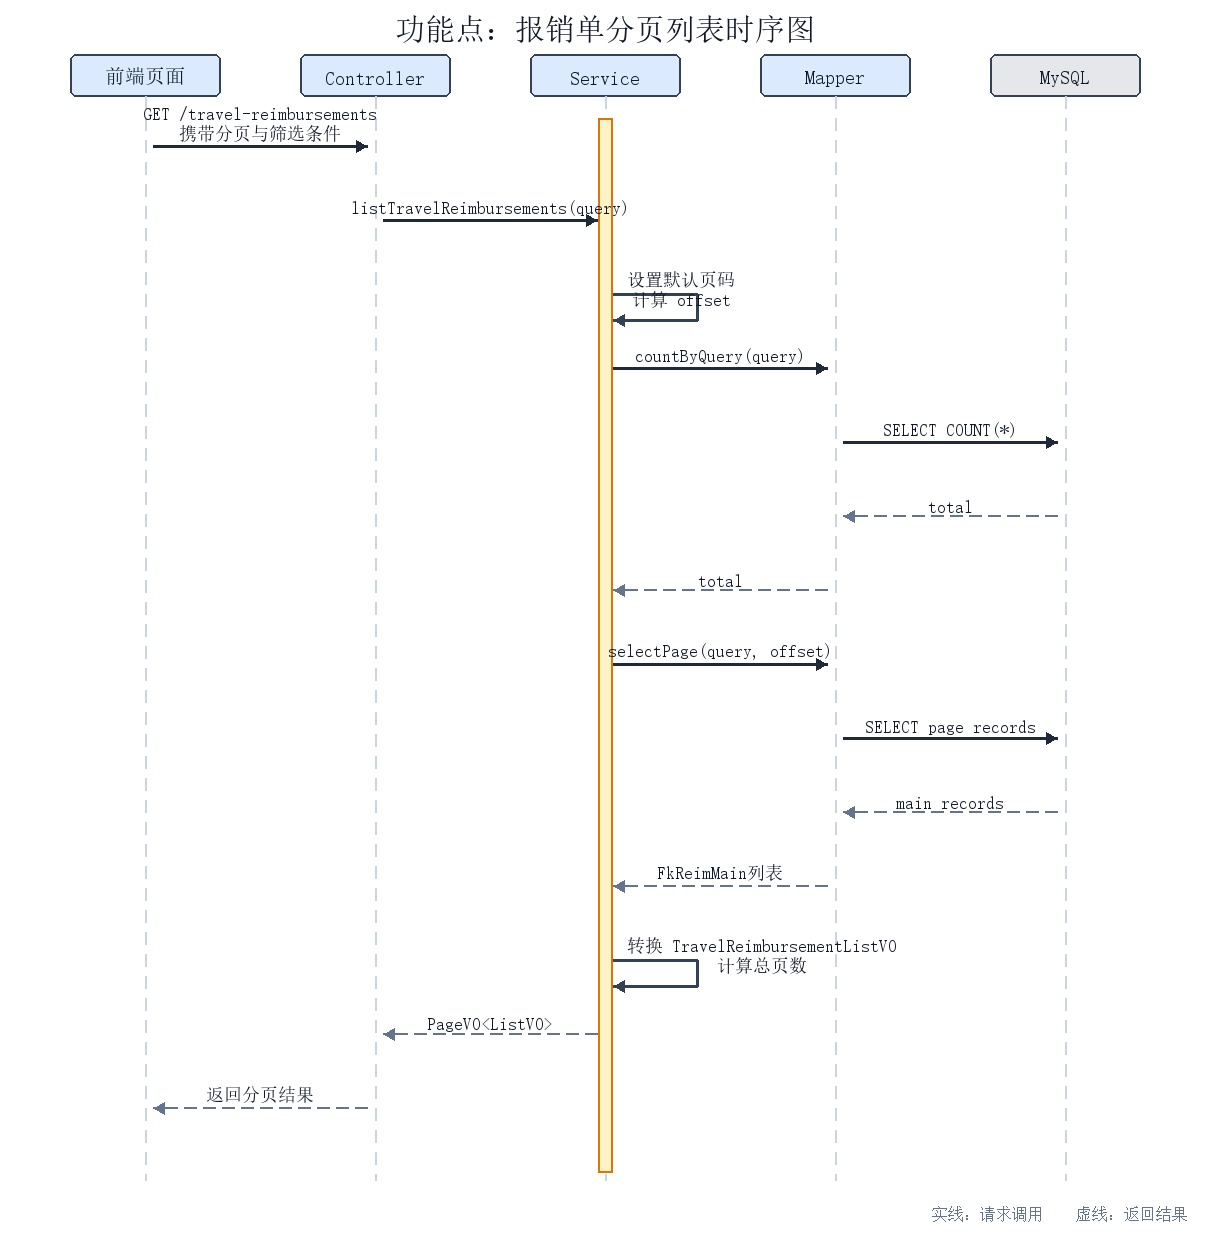 功能点：报销单分页列表时序图
前端页面
Controller
Service
Mapper
MySQL
GET /travel-reimbursements
携带分页与筛选条件
listTravelReimbursements(query)
设置默认页码
计算 offset
countByQuery(query)
SELECT COUNT(*)
total
total
selectPage(query, offset)
SELECT page records
main records
FkReimMain列表
转换 TravelReimbursementListVO
计算总页数
PageVO<ListVO>
返回分页结果
实线：请求调用 虚线：返回结果